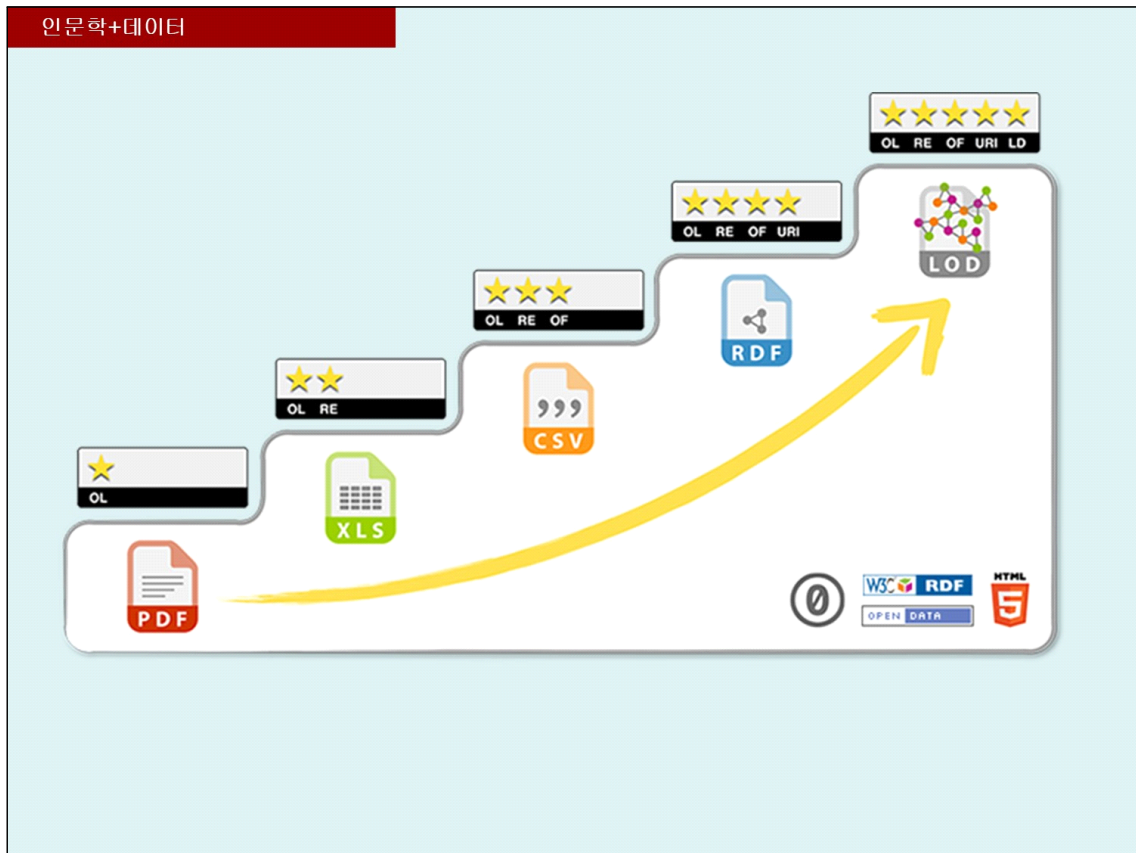 인문학+데이터
OL RE OF URI LD
LOD
OL RE OF URI
RDF
OL RE OF
CSV
OL RE
XLS
OL
PDF
W3C RDF
OPEN DATA
HTML
5
0